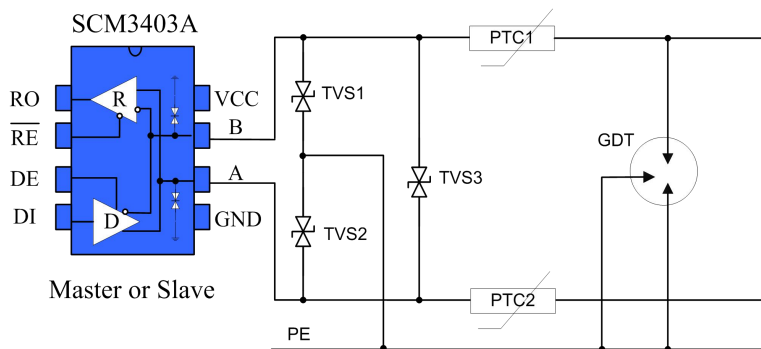 SCM3403A
RO
R
VCC
RE
B
DE
A
DI
D
GND
Master or Slave
TVS1
TVS2
TVS3
PTC1
PTC2
GDT
PE